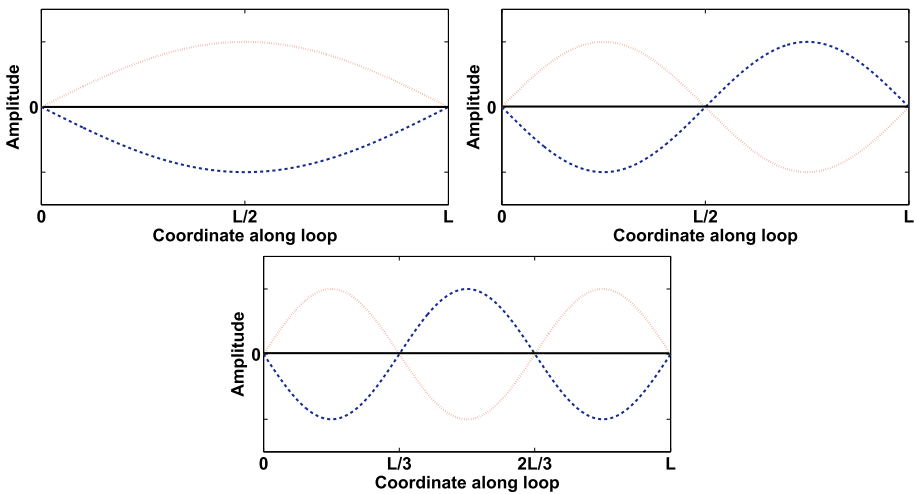 Amplitude
0
0 L/2 L
Coordinate along loop
Amplitude
0
0 L/2 L
Coordinate along loop
Amplitude
0
0 L/3 2L/3 L
Coordinate along loop